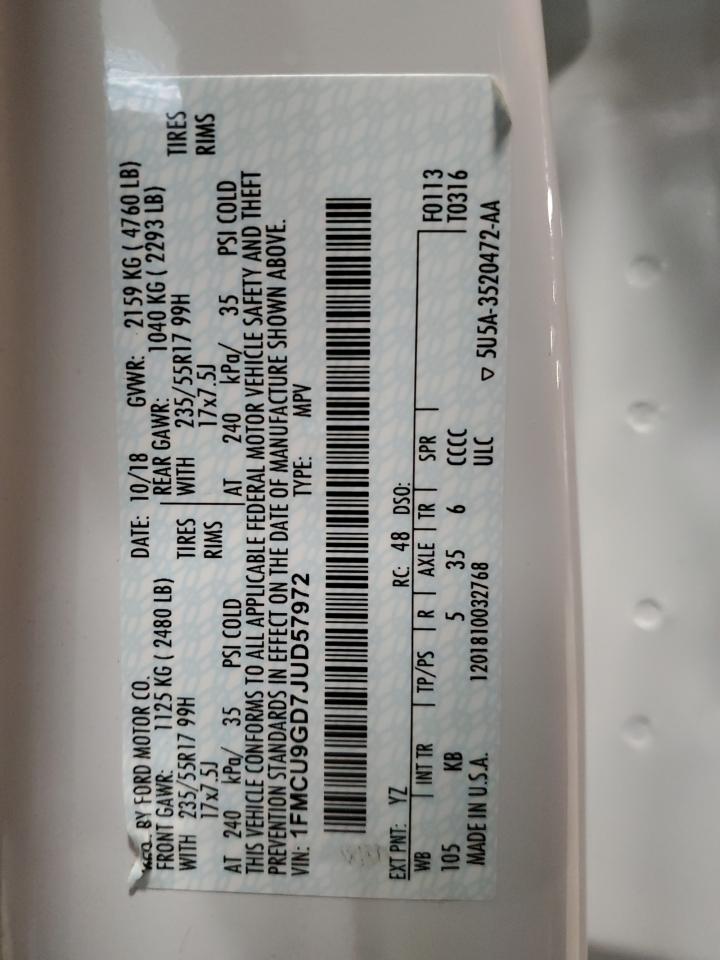 MFD. BY FORD MOTOR CO. DATE: 10/18 GVWR: 2159 KG ( 4760 LB)
FRONT GAWR: 1125 KG ( 2480 LB) REAR GAWR: 1040 KG ( 2293 LB)
WITH 235/55R17 99H TIRES WITH 235/55R17 99H TIRES
17x7.5J RIMS 17x7.5J RIMS
AT 240 kPa/ 35 PSI COLD AT 240 kPa/ 35 PSI COLD
THIS VEHICLE CONFORMS TO ALL APPLICABLE FEDERAL MOTOR VEHICLE SAFETY AND THEFT
PREVENTION STANDARDS IN EFFECT ON THE DATE OF MANUFACTURE SHOWN ABOVE.
VIN: 1FMCU9GD7JUD57972 TYPE: MPV
EXT PNT: YZ RC: 48 DSO: F0113
WB INT TR TP/PS R AXLE TR SPR T0316
105 KB 5 35 6 CCCC
MADE IN U.S.A. 1201810032768 ULC ▽ 5U5A-3520472-AA